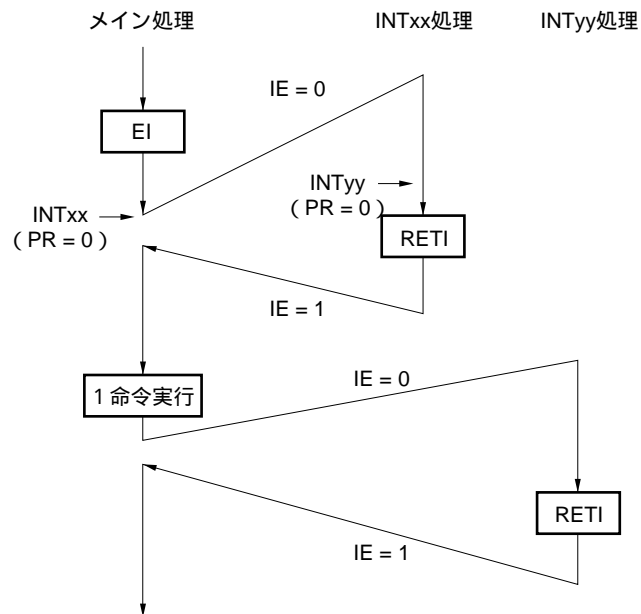 メイン処理
INTxx処理
INTyy処理
IE = 0
EI
INTyy
( PR = 0 )
INTxx
( PR = 0 )
RETI
IE = 1
IE = 0
1 命令実行
RETI
IE = 1